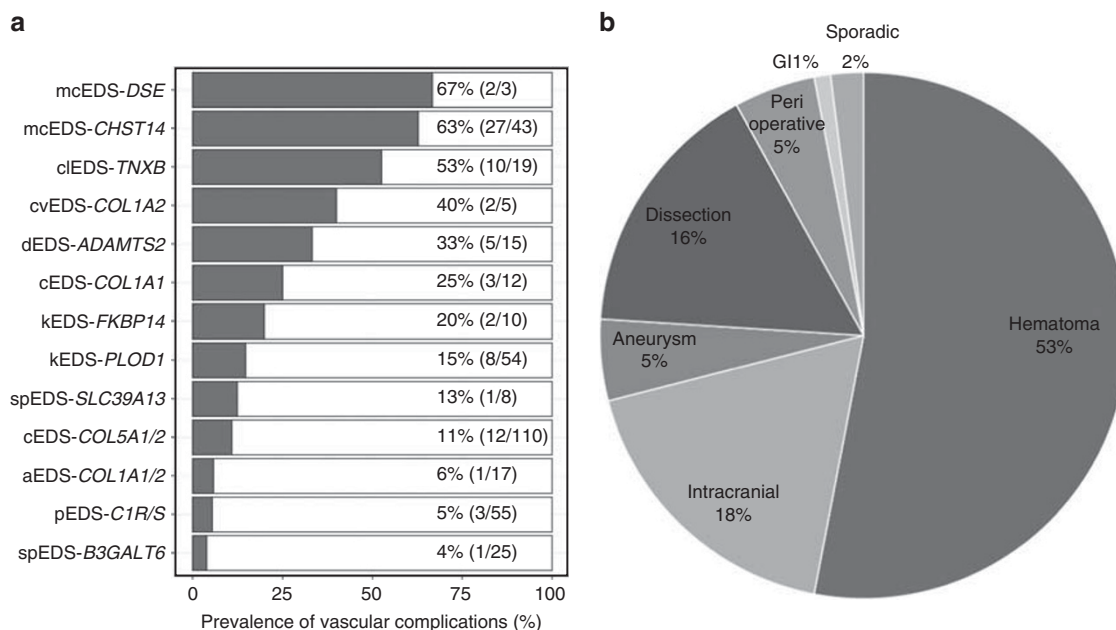 a
mcEDS-DSE 67% (2/3)
mcEDS-CHST14 63% (27/43)
clEDS-TNXB 53% (10/19)
cvEDS-COL1A2 40% (2/5)
dEDS-ADAMTS2 33% (5/15)
cEDS-COL1A1 25% (3/12)
kEDS-FKBP14 20% (2/10)
kEDS-PLOD1 15% (8/54)
spEDS-SLC39A13 13% (1/8)
cEDS-COL5A1/2 11% (12/110)
aEDS-COL1A1/2 6% (1/17)
pEDS-C1R/S 5% (3/55)
spEDS-B3GALT6 4% (1/25)
0 25 50 75 100
Prevalence of vascular complications (%)
b
Sporadic
GI1% 2%
Peri
operative
5%
Dissection
16%
Hematoma
53%
Aneurysm
5%
Intracranial
18%